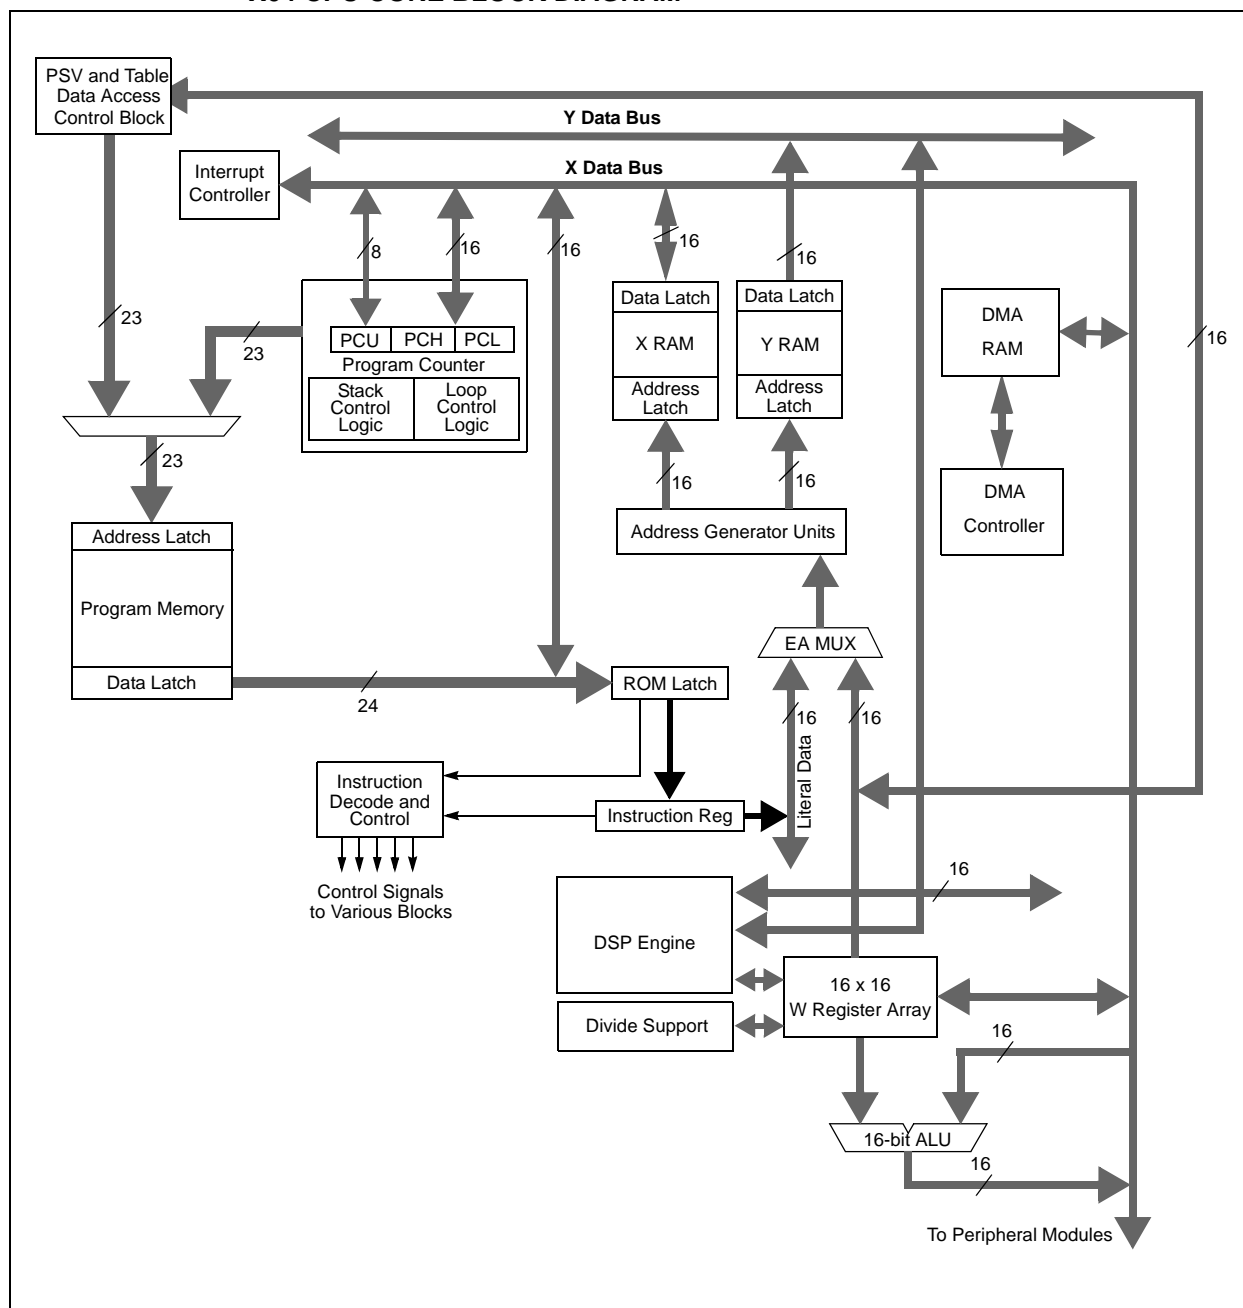 PSV and Table
Data Access
Control Block
Y Data Bus
Interrupt
Controller
X Data Bus
8
16
16
16
16
23
23
16
Data Latch
X RAM
Address
Latch
Data Latch
Y RAM
Address
Latch
DMA
RAM
PCU
PCH
PCL
Program Counter
Stack
Control
Logic
Loop
Control
Logic
23
16
16
DMA
Controller
Address Latch
Program Memory
Data Latch
Address Generator Units
EA MUX
24
ROM Latch
16
16
Literal Data
Instruction
Decode and
Control
Instruction Reg
Control Signals
to Various Blocks
16
DSP Engine
16 x 16
W Register Array
Divide Support
16
16-bit ALU
16
To Peripheral Modules